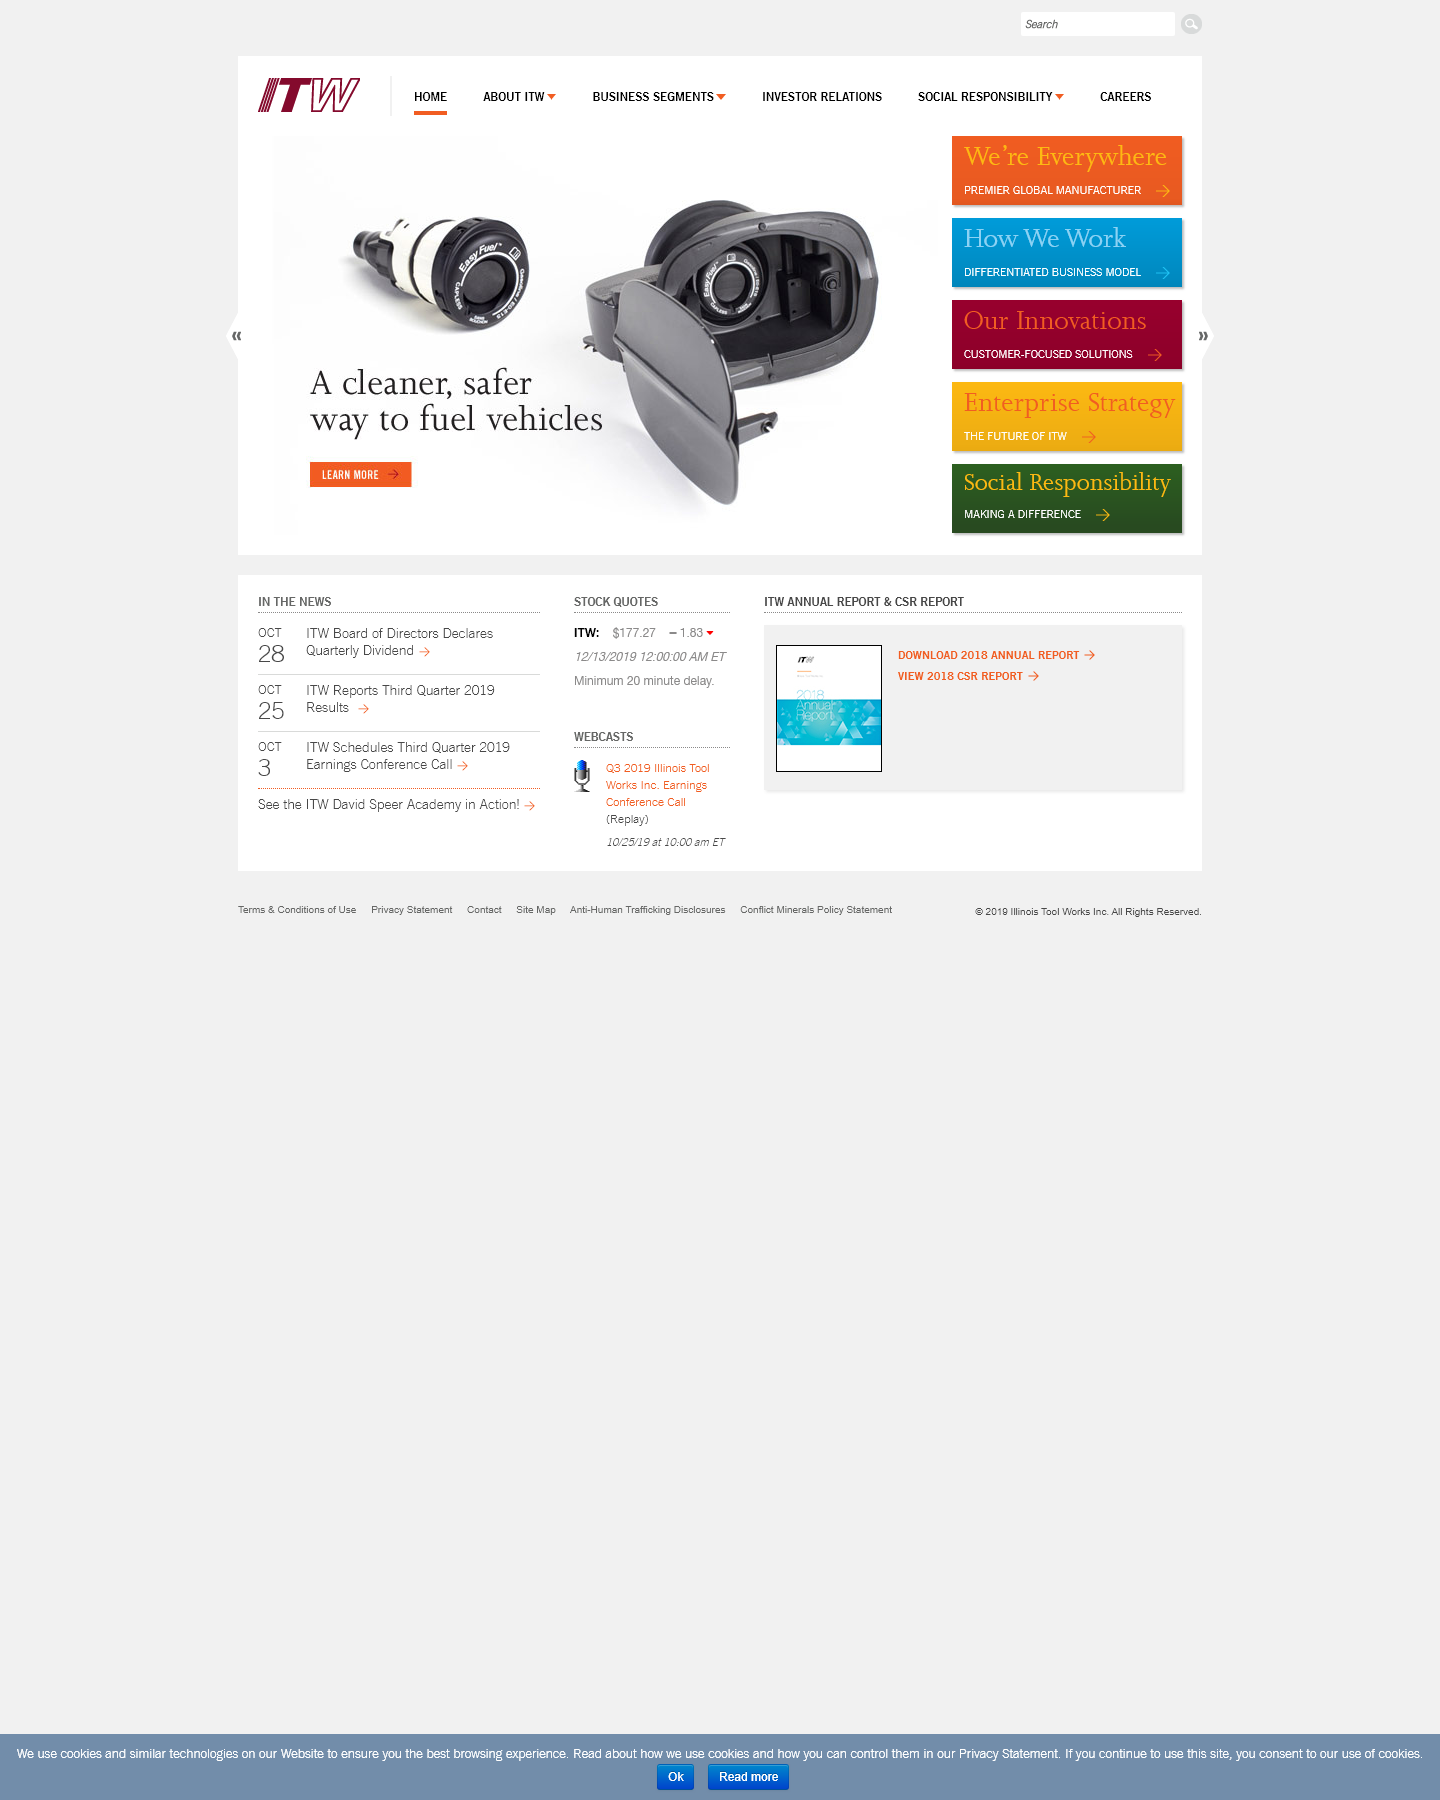 Search
ITW
HOME
ABOUT ITW
BUSINESS SEGMENTS
INVESTOR RELATIONS
SOCIAL RESPONSIBILITY
CAREERS
EasyFuel™
CAPLESS
EasyFuel™
A cleaner, safer
way to fuel vehicles
LEARN MORE
We're Everywhere
PREMIER GLOBAL MANUFACTURER
How We Work
DIFFERENTIATED BUSINESS MODEL
Our Innovations
CUSTOMER-FOCUSED SOLUTIONS
Enterprise Strategy
THE FUTURE OF ITW
Social Responsibility
MAKING A DIFFERENCE
«
»
IN THE NEWS
OCT
28
ITW Board of Directors Declares
Quarterly Dividend
OCT
25
ITW Reports Third Quarter 2019
Results
OCT
3
ITW Schedules Third Quarter 2019
Earnings Conference Call
See the ITW David Speer Academy in Action!
STOCK QUOTES
ITW: $177.27 – 1.83
12/13/2019 12:00:00 AM ET
Minimum 20 minute delay.
WEBCASTS
Q3 2019 Illinois Tool
Works Inc. Earnings
Conference Call
(Replay)
10/25/19 at 10:00 am ET
ITW ANNUAL REPORT & CSR REPORT
ITW
2018
Annual
Report
DOWNLOAD 2018 ANNUAL REPORT
VIEW 2018 CSR REPORT
Terms & Conditions of Use
Privacy Statement
Contact
Site Map
Anti-Human Trafficking Disclosures
Conflict Minerals Policy Statement
© 2019 Illinois Tool Works Inc. All Rights Reserved.
We use cookies and similar technologies on our Website to ensure you the best browsing experience. Read about how we use cookies and how you can control them in our Privacy Statement. If you continue to use this site, you consent to our use of cookies.
Ok
Read more